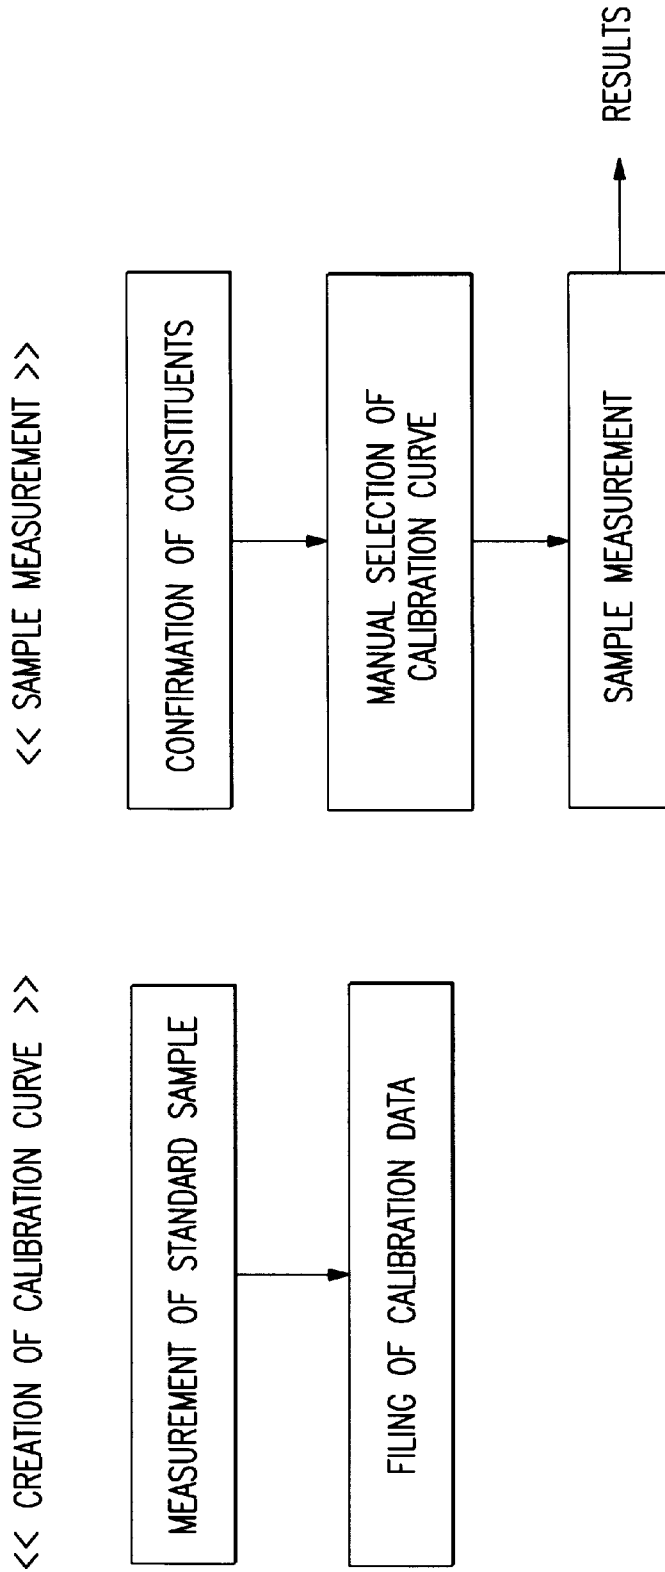 << CREATION OF CALIBRATION CURVE >>
MEASUREMENT OF STANDARD SAMPLE
FILING OF CALIBRATION DATA
<< SAMPLE MEASUREMENT >>
CONFIRMATION OF CONSTITUENTS
MANUAL SELECTION OF
CALIBRATION CURVE
SAMPLE MEASUREMENT
RESULTS